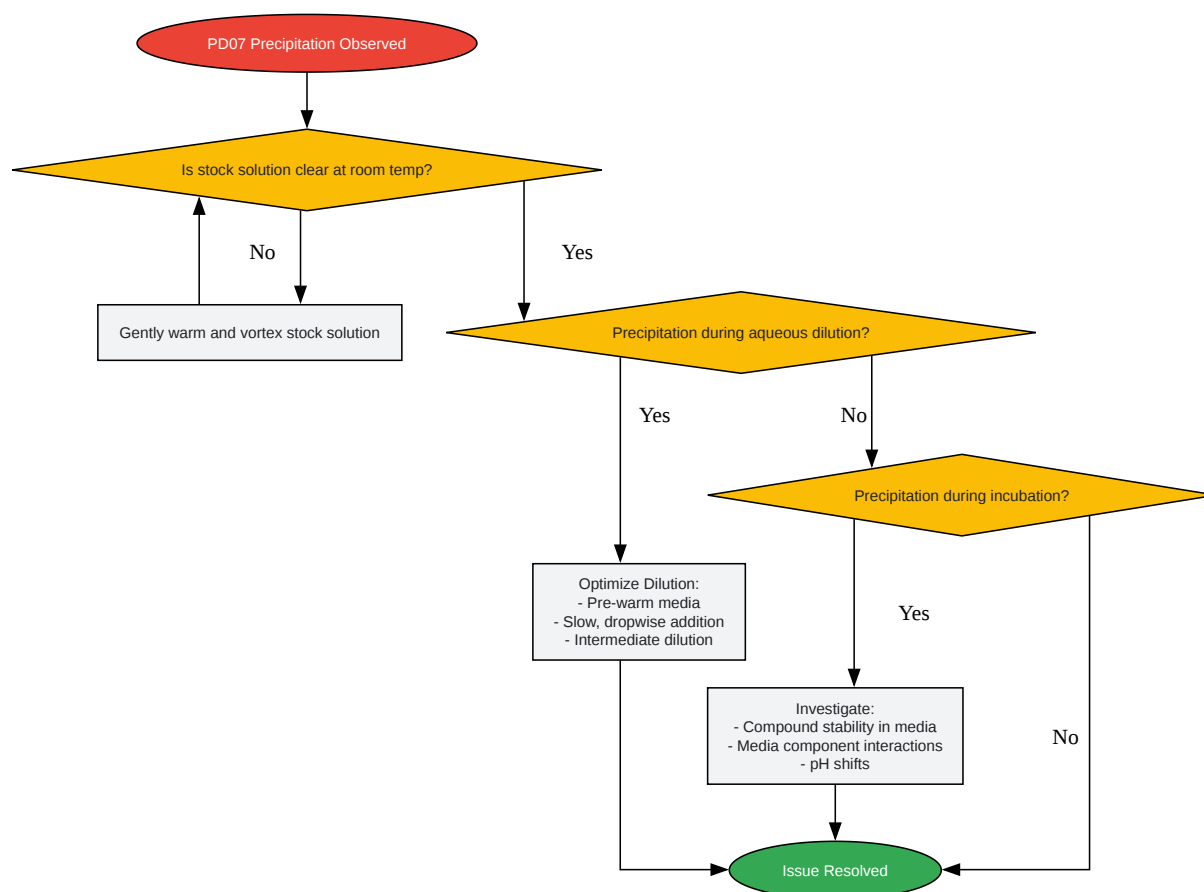 PD07 Precipitation Observed
Is stock solution clear at room temp?
No
Yes
Gently warm and vortex stock solution
Precipitation during aqueous dilution?
Yes
No
Precipitation during incubation?
Optimize Dilution:
- Pre-warm media
- Slow, dropwise addition
- Intermediate dilution
Yes
Investigate:
- Compound stability in media
- Media component interactions
- pH shifts
No
Issue Resolved